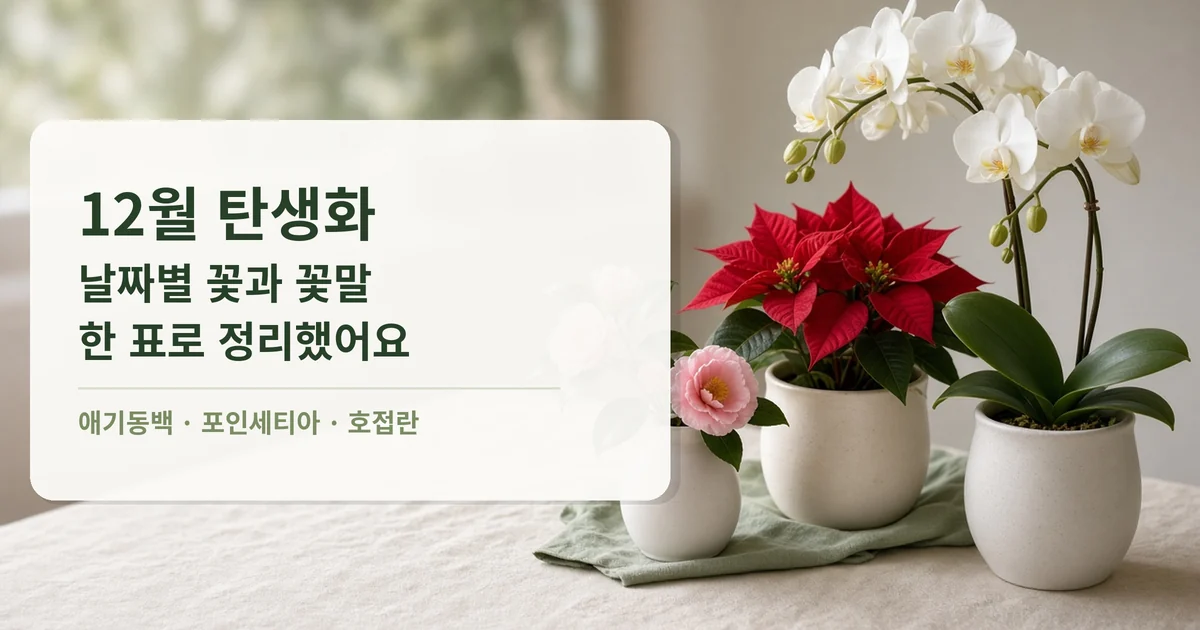 12월 탄생화
날짜별 꽃과 꽃말
한 표로 정리했어요
애기동백 · 포인세티아 · 호접란